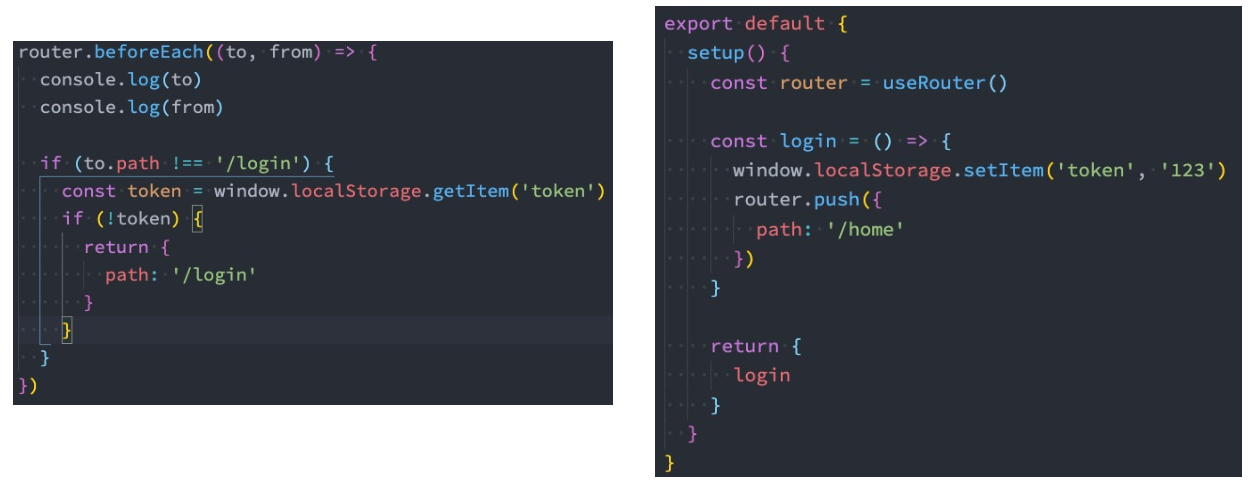 router.beforeEach((to, from) => {
  console.log(to)
  console.log(from)

  if (to.path !== '/login') {
    const token = window.localStorage.getItem('token')
    if (!token) {
      return {
        path: '/login'
      }
    }
  }
})
export default {
  setup() {
    const router = useRouter()

    const login = () => {
      window.localStorage.setItem('token', '123')
      router.push({
        path: '/home'
      })
    }

    return {
      login
    }
  }
}